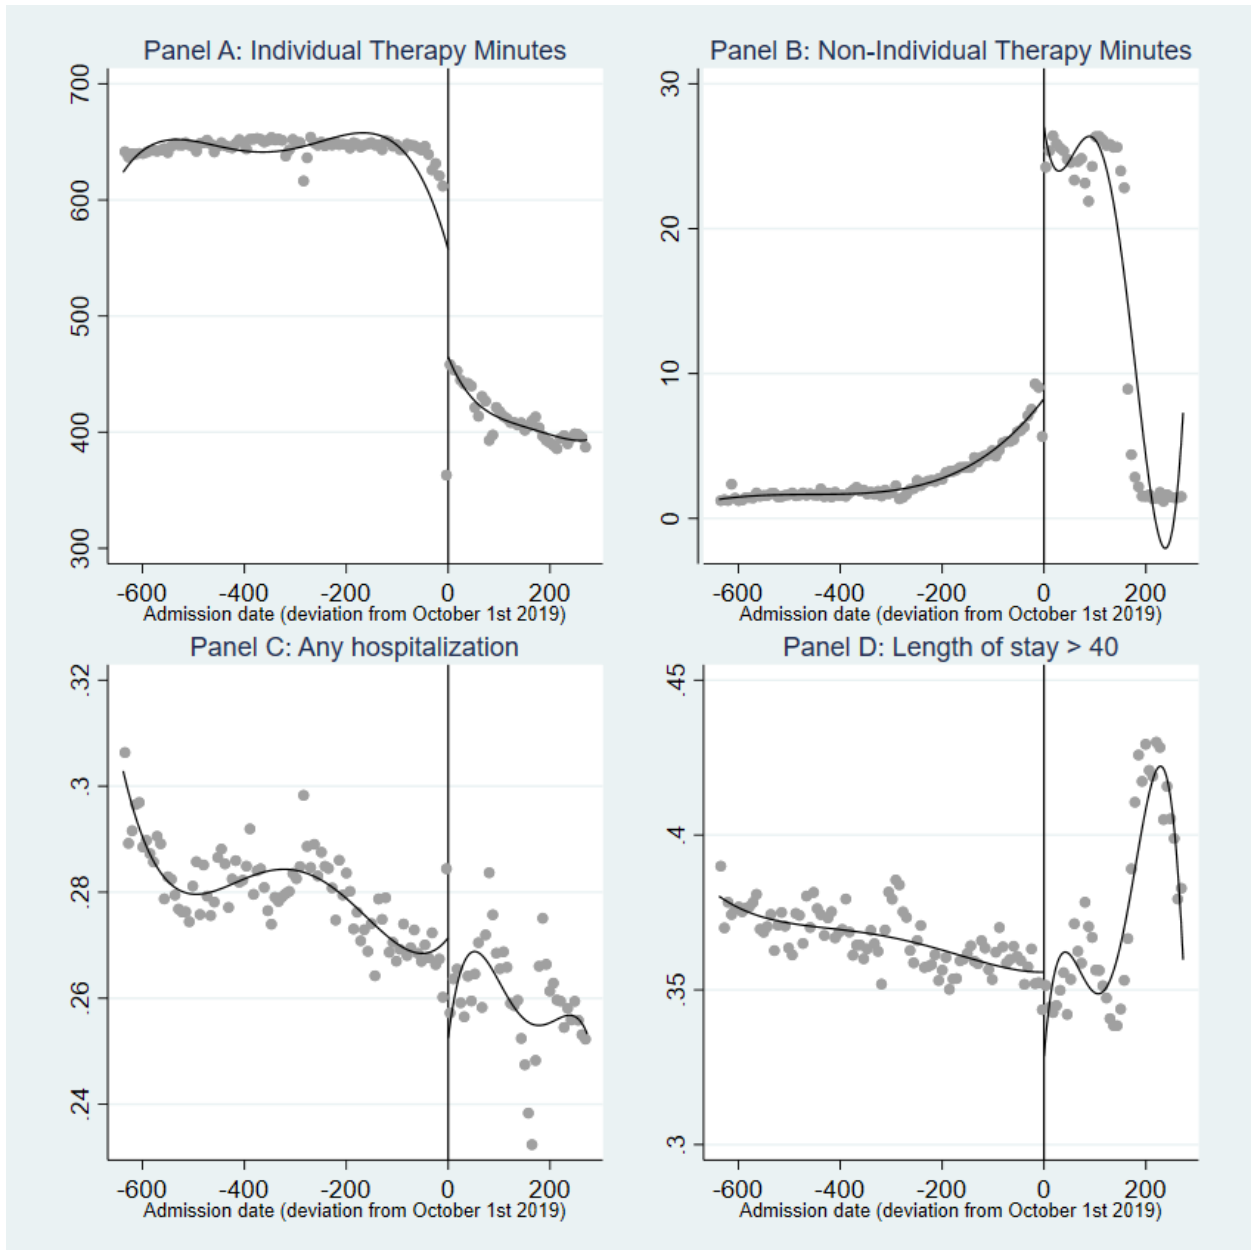 Panel A: Individual Therapy Minutes
700
600
500
400
300
-600 -400 -200 0 200
Admission date (deviation from October 1st 2019)
Panel B: Non-Individual Therapy Minutes
30
20
10
0
-600 -400 -200 0 200
Admission date (deviation from October 1st 2019)
Panel C: Any hospitalization
.32
.3
.28
.26
.24
-600 -400 -200 0 200
Admission date (deviation from October 1st 2019)
Panel D: Length of stay > 40
.45
.4
.35
.3
-600 -400 -200 0 200
Admission date (deviation from October 1st 2019)